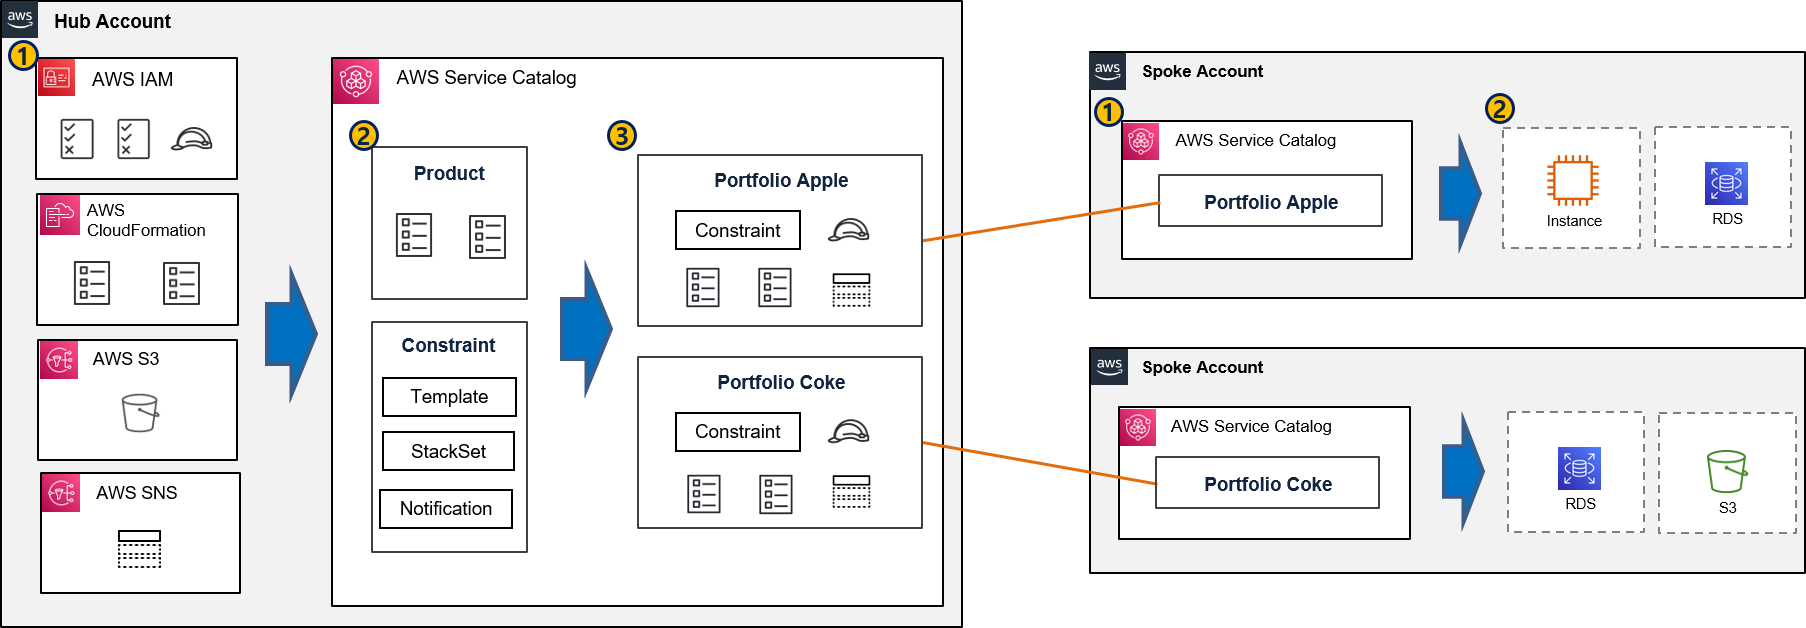 aws
Hub Account
1
AWS IAM
AWS
CloudFormation
AWS S3
AWS SNS
AWS Service Catalog
2
Product
Constraint
Template
StackSet
Notification
3
Portfolio Apple
Constraint
Portfolio Coke
Constraint
aws
Spoke Account
1
AWS Service Catalog
Portfolio Apple
2
Instance
RDS
aws
Spoke Account
AWS Service Catalog
Portfolio Coke
RDS
S3